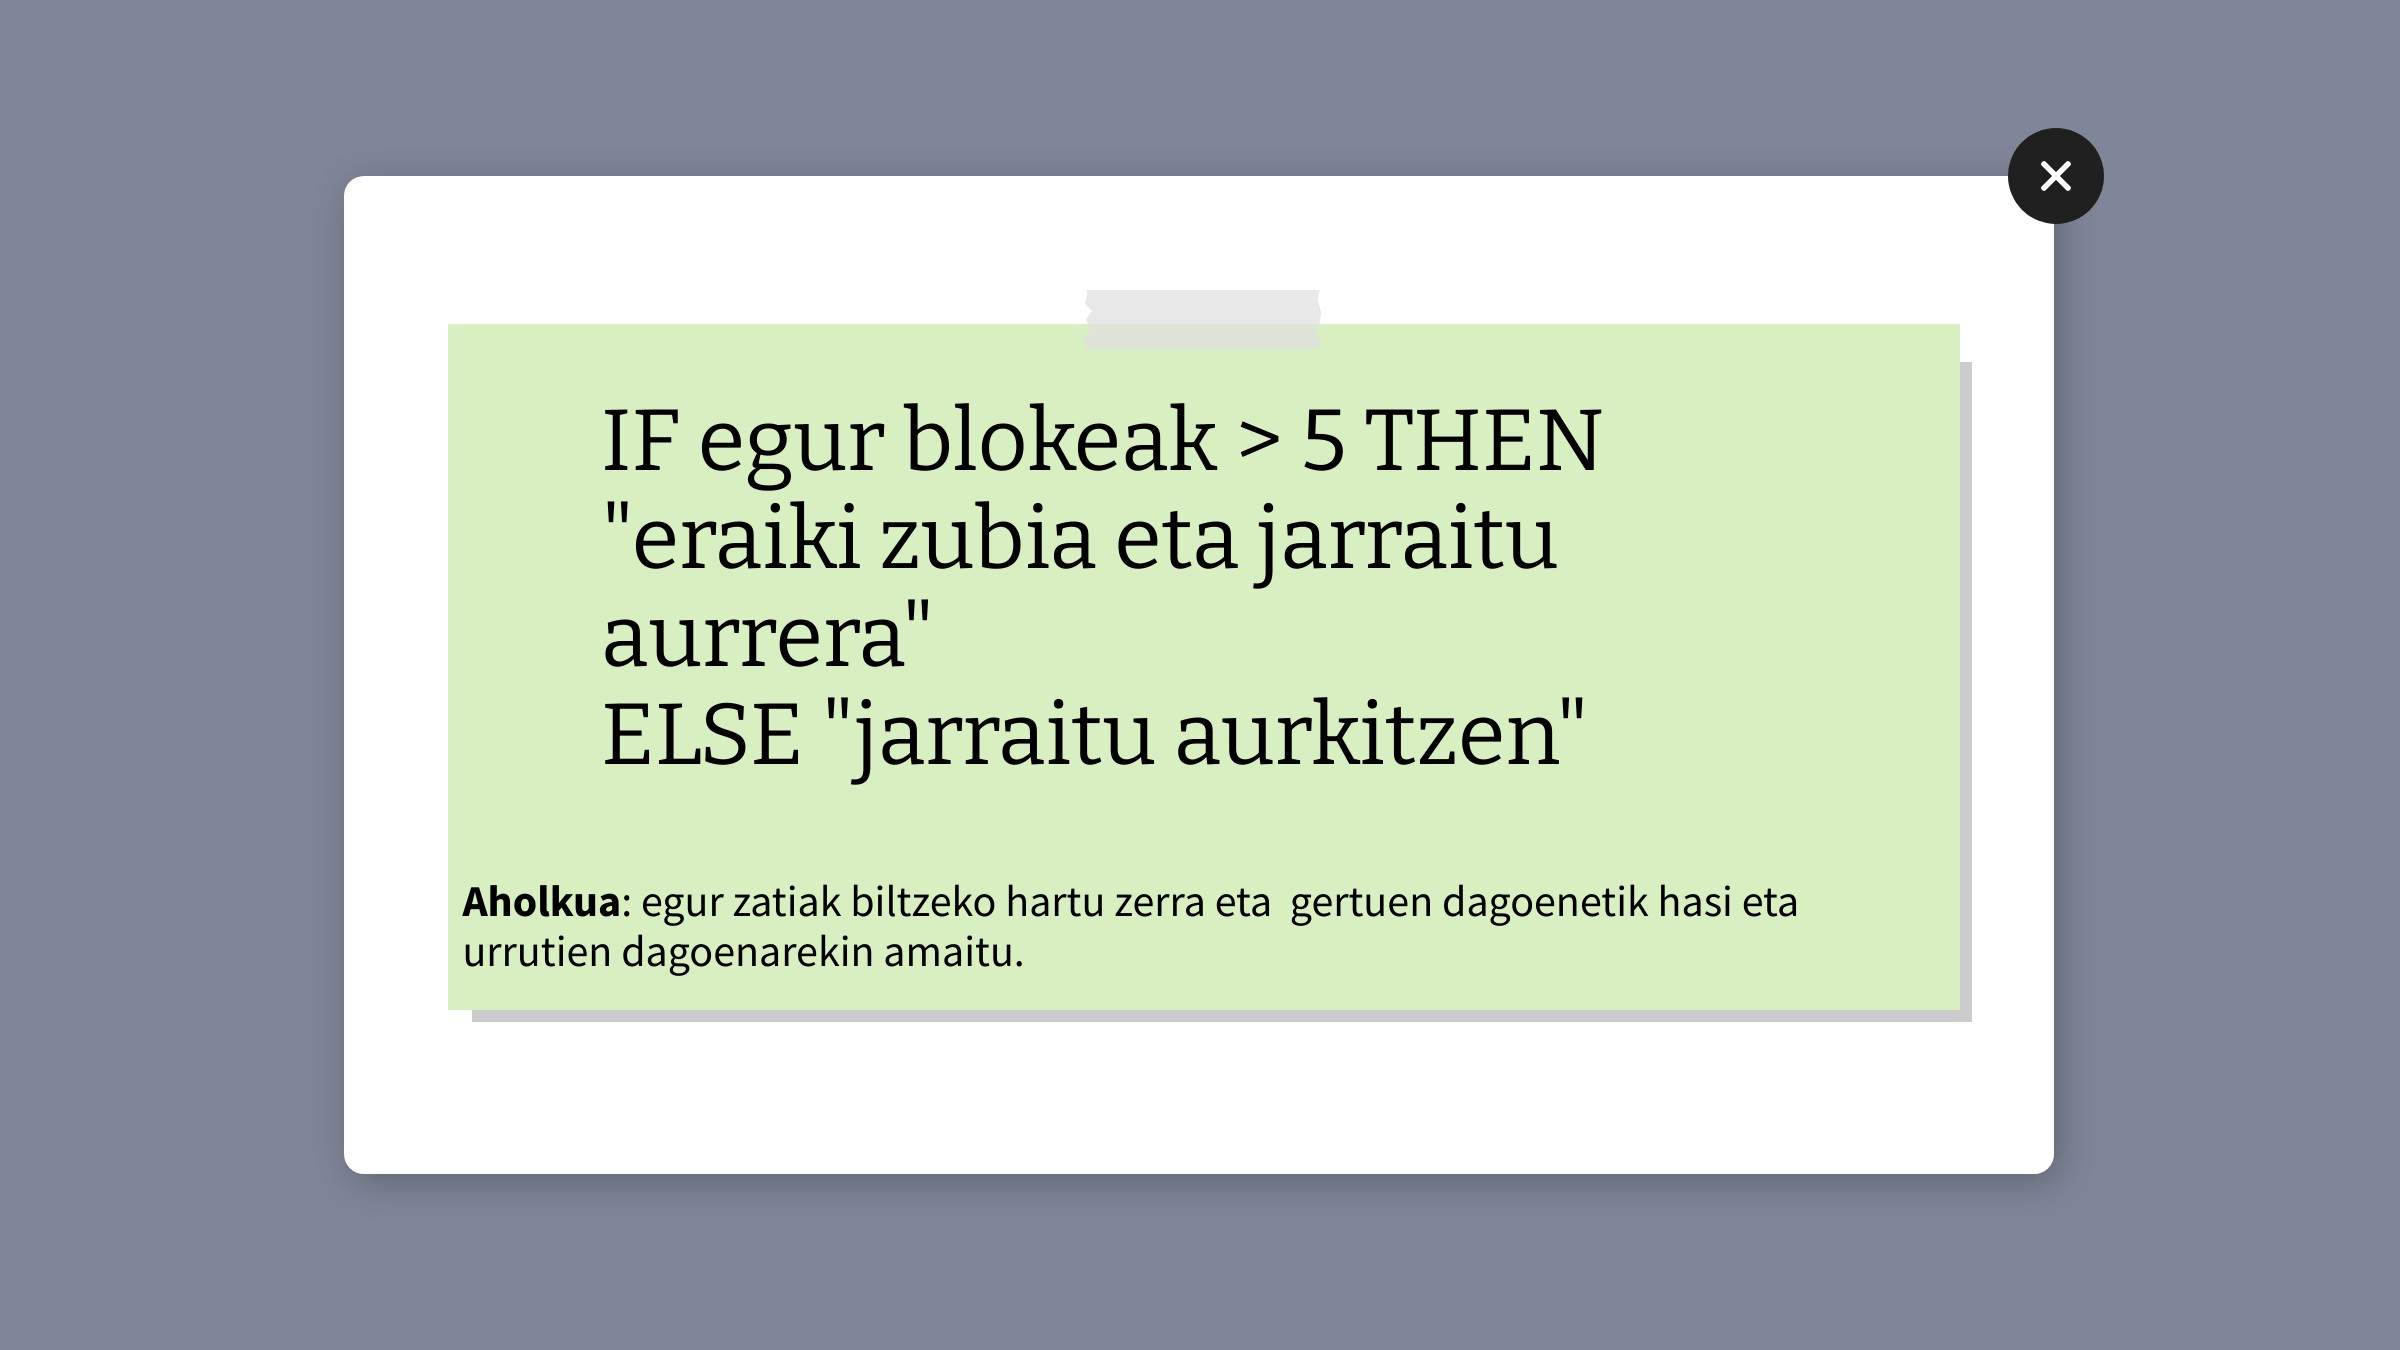 IF egur blokeak > 5 THEN
"eraiki zubia eta jarraitu
aurrera"
ELSE "jarraitu aurkitzen"
Aholkua: egur zatiak biltzeko hartu zerra eta  gertuen dagoenetik hasi eta
urrutien dagoenarekin amaitu.